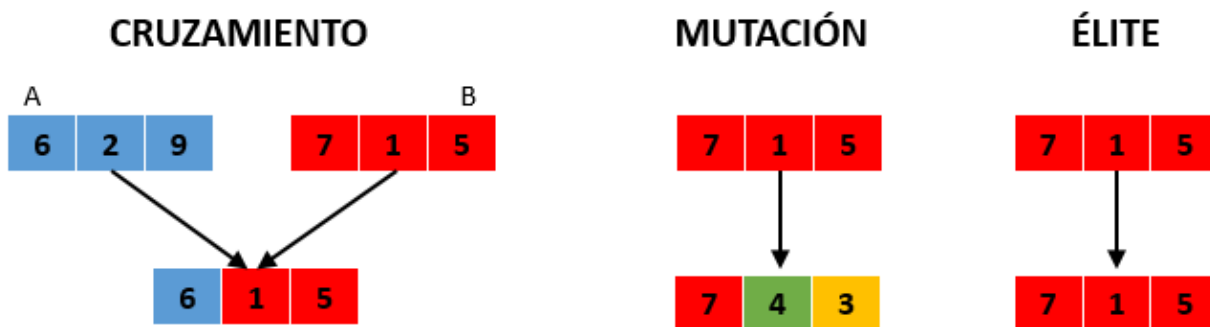 CRUZAMIENTO MUTACIÓN ÉLITE
A B
6 2 9 7 1 5 7 1 5 7 1 5
6 1 5 7 4 3 7 1 5